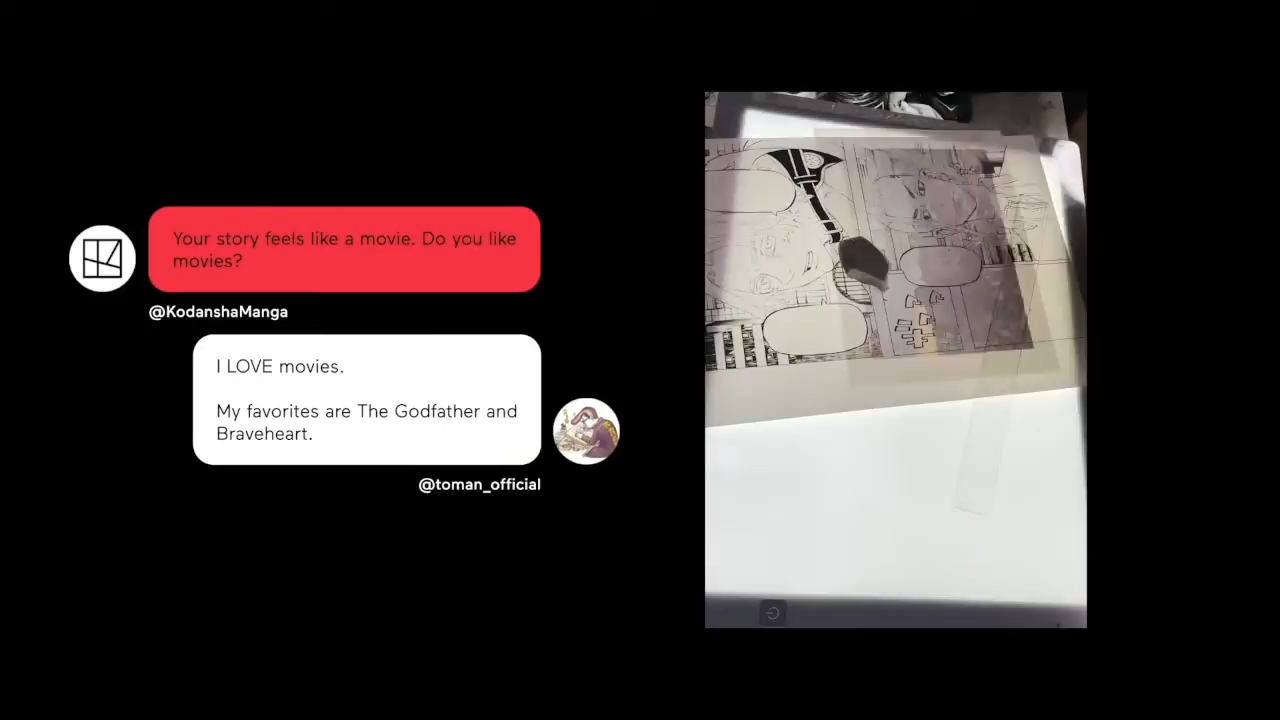 Your story feels like a movie. Do you like
movies?
@KodanshaManga
I LOVE movies.
My favorites are The Godfather and
Braveheart.
@toman_official